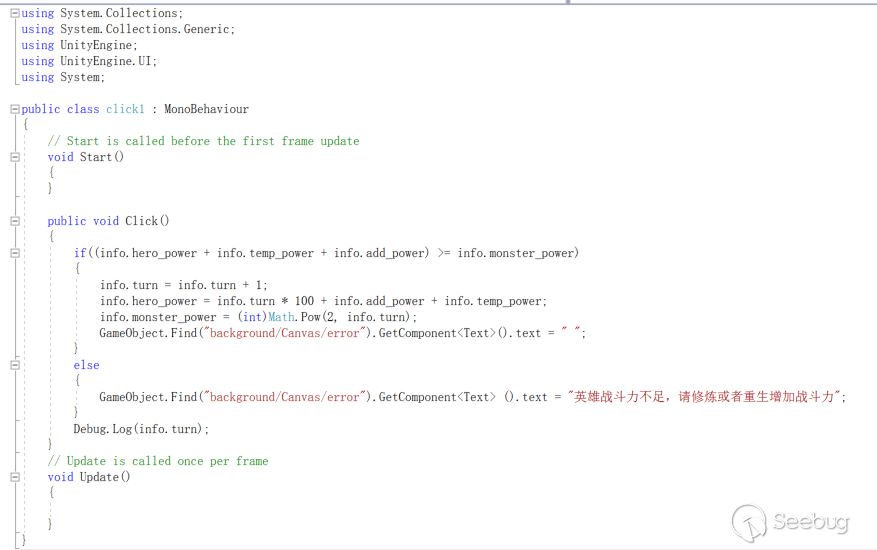 using System.Collections;
using System.Collections.Generic;
using UnityEngine;
using UnityEngine.UI;
using System;
public class click1 : MonoBehaviour
{
// Start is called before the first frame update
void Start()
{
}
public void Click()
{
if((info.hero_power + info.temp_power + info.add_power) >= info.monster_power)
{
info.turn = info.turn + 1;
info.hero_power = info.turn * 100 + info.add_power + info.temp_power;
info.monster_power = (int)Math.Pow(2, info.turn);
GameObject.Find("background/Canvas/error").GetComponent<Text>().text = " ";
}
else
{
GameObject.Find("background/Canvas/error").GetComponent<Text> ().text = "英雄战斗力不足，请修炼或者重生增加战斗力";
}
Debug.Log(info.turn);
}
// Update is called once per frame
void Update()
{
}
}
Seebug